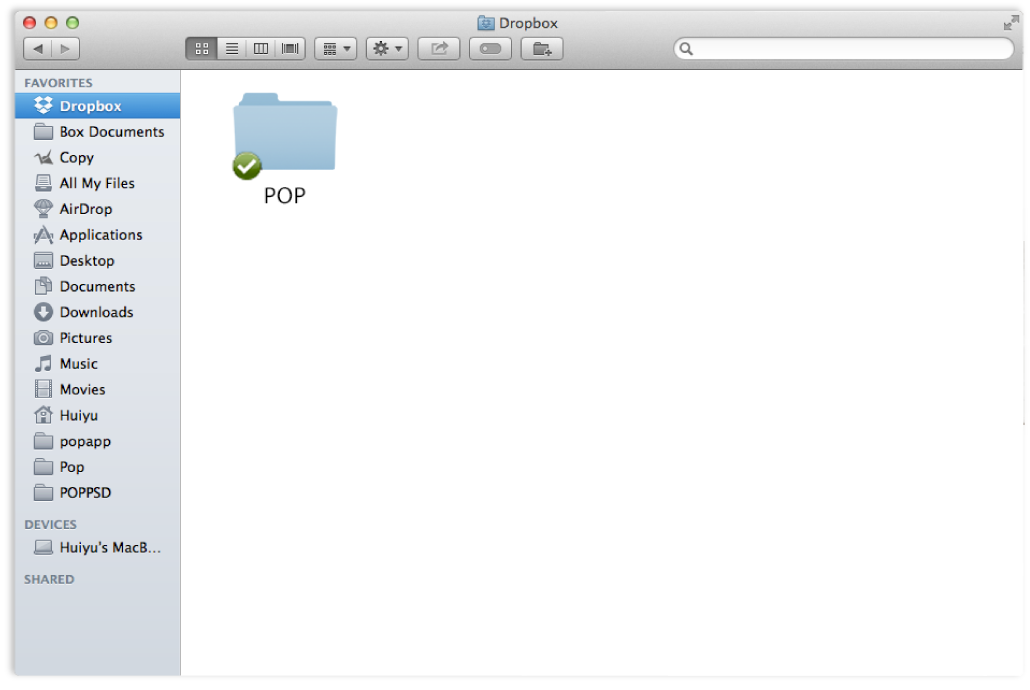 Dropbox
FAVORITES
Dropbox
Box Documents
Copy
All My Files
AirDrop
Applications
Desktop
Documents
Downloads
Pictures
Music
Movies
Huiyu
popapp
Pop
POPPSD
DEVICES
Huiyu's MacB...
SHARED
POP